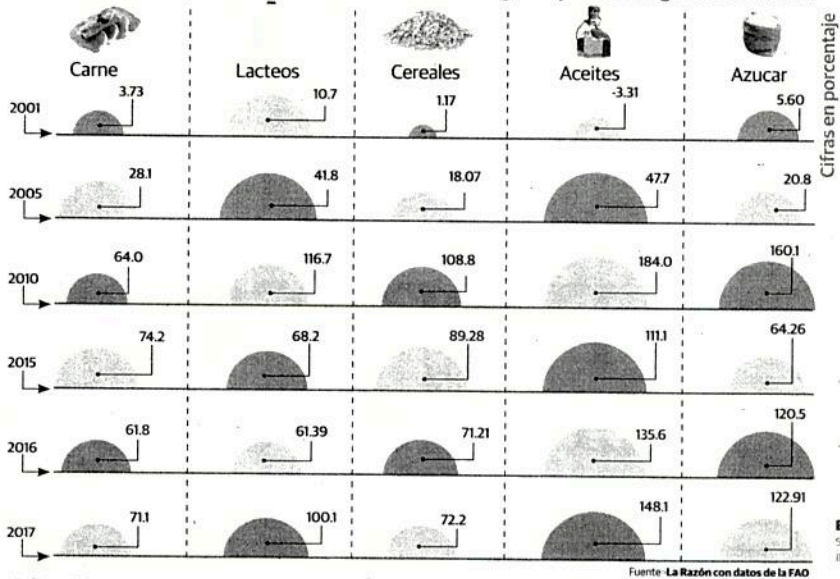 Carne Lacteos Cereales Aceites Azucar
Cifras en porcentaje
2001 3.73 10.7 1.17 -3.31 5.60
2005 28.1 41.8 18.07 47.7 20.8
2010 64.0 116.7 108.8 184.0 160.1
2015 74.2 68.2 89.28 111.1 64.26
2016 61.8 61.39 71.21 135.6 120.5
2017 71.1 100.1 72.2 148.1 122.91
Fuente La Razón con datos de la FAO